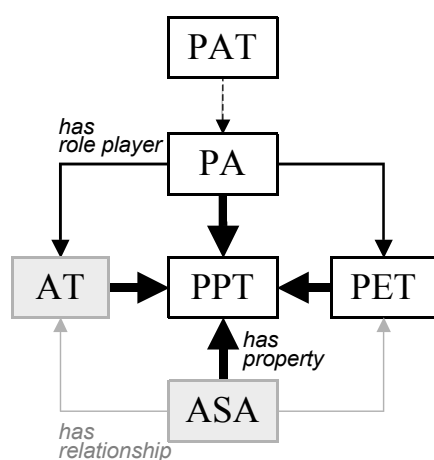 PAT
has
role player
PA
AT
PPT
PET
has
property
ASA
has
relationship